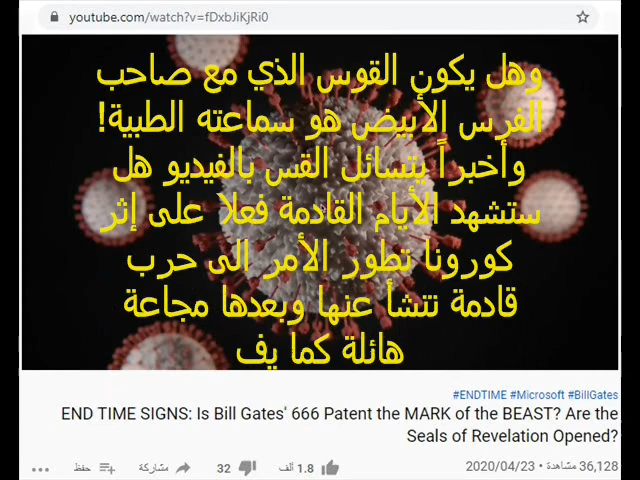 youtube.com/watch?v=fDxbJiKjRi0
وهل يكون القوس الذي مع صاحب
الفرس الأبيض هو سماعته الطبية!
وأخبراً يتسائل القس بالفيديو هل
ستشهد الأيام القادمة فعلا على إثر
كورونا تطور الأمر الى حرب
قادمة تتشأ عنها وبعدها مجاعة
هائلة كما يف
#ENDTIME #Microsoft #BillGates
END TIME SIGNS: Is Bill Gates' 666 Patent the MARK of the BEAST? Are the
Seals of Revelation Opened?
36,128 مشاهدة • 2020/04/23
1.8 ألف 32 مشاركة حفظ